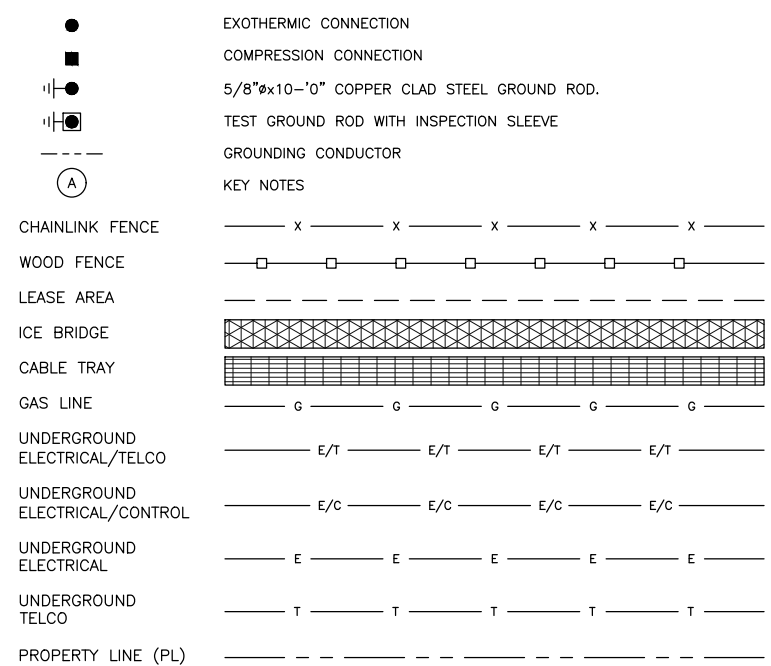 EXOTHERMIC CONNECTION
COMPRESSION CONNECTION
5/8"øx10-'0" COPPER CLAD STEEL GROUND ROD.
TEST GROUND ROD WITH INSPECTION SLEEVE
GROUNDING CONDUCTOR
A KEY NOTES
CHAINLINK FENCE X X X X X
WOOD FENCE
LEASE AREA
ICE BRIDGE
CABLE TRAY
GAS LINE G G G G G
UNDERGROUND
ELECTRICAL/TELCO E/T E/T E/T E/T
UNDERGROUND
ELECTRICAL/CONTROL E/C E/C E/C E/C
UNDERGROUND
ELECTRICAL E E E E E
UNDERGROUND
TELCO T T T T T
PROPERTY LINE (PL)